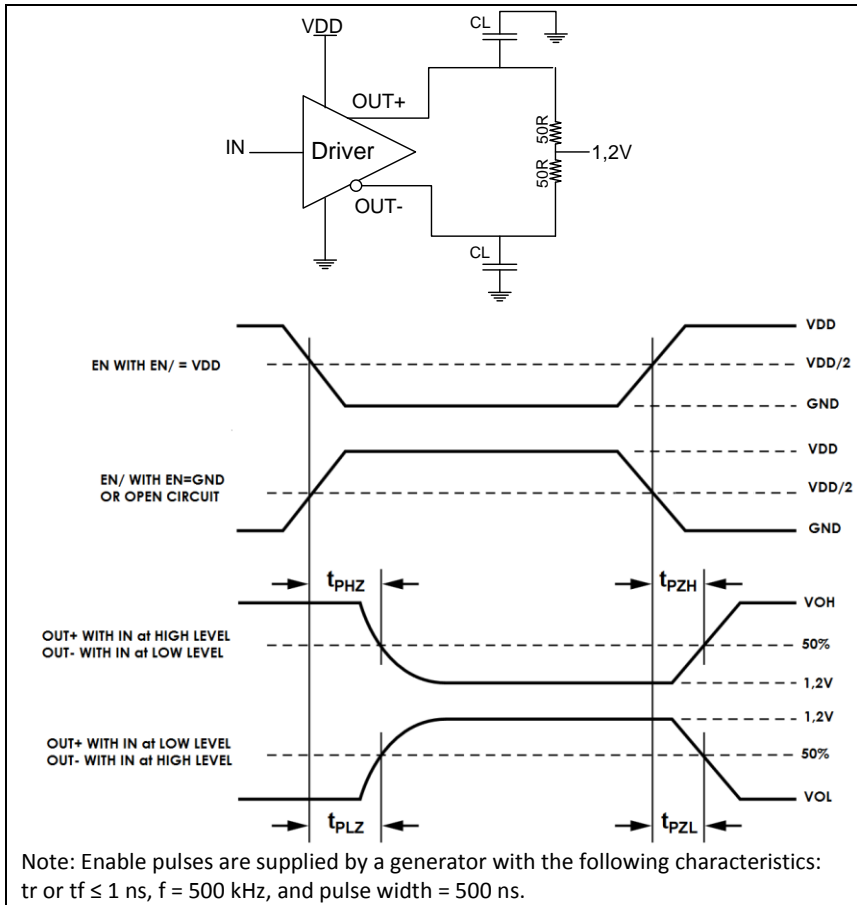 VDD
CL
OUT+
IN
Driver
50R
50R
1,2V
OUT-
CL
VDD
EN WITH EN/ = VDD
VDD/2
GND
VDD
EN/ WITH EN=GND
OR OPEN CIRCUIT
VDD/2
GND
tPHZ
tPZH
VOH
OUT+ WITH IN at HIGH LEVEL
OUT- WITH IN at LOW LEVEL
50%
1,2V
1,2V
OUT+ WITH IN at LOW LEVEL
OUT- WITH IN at HIGH LEVEL
50%
VOL
tPLZ
tPZL
Note: Enable pulses are supplied by a generator with the following characteristics:
tr or tf ≤ 1 ns, f = 500 kHz, and pulse width = 500 ns.